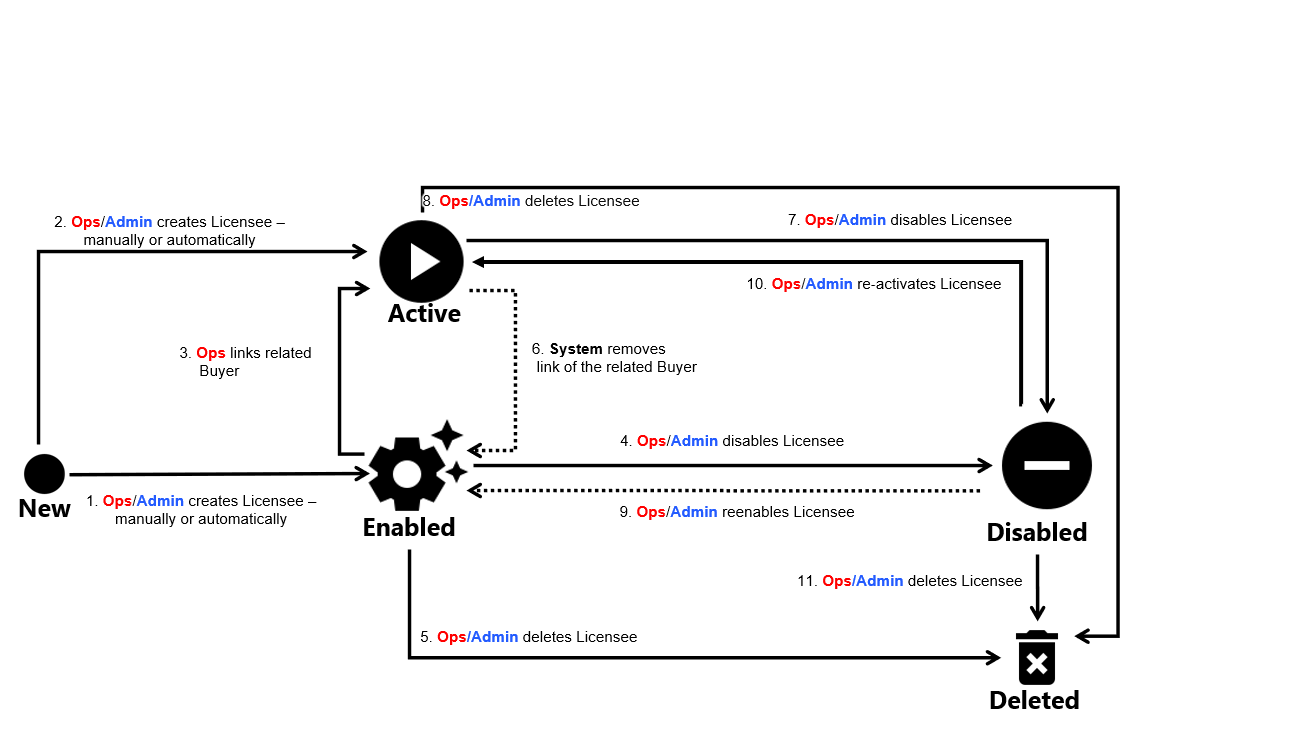 8. Ops/Admin deletes Licensee
2. Ops/Admin creates Licensee –
manually or automatically
7. Ops/Admin disables Licensee
10. Ops/Admin re-activates Licensee
Active
3. Ops links related
Buyer
6. System removes
link of the related Buyer
4. Ops/Admin disables Licensee
New
1. Ops/Admin creates Licensee –
manually or automatically
Enabled
9. Ops/Admin reenables Licensee
Disabled
11. Ops/Admin deletes Licensee
5. Ops/Admin deletes Licensee
Deleted